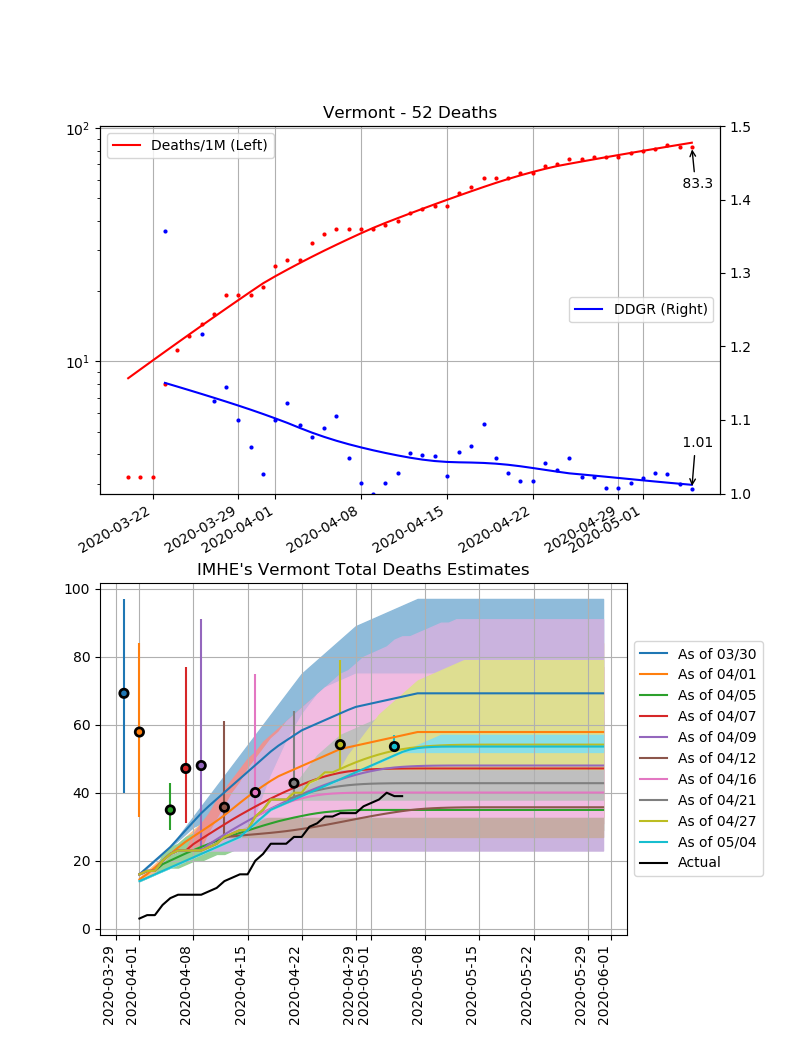 Vermont - 52 Deaths
10²
10¹
Deaths/1M (Left)
1.5
1.4
1.3
1.2
1.1
1.0
83.3
DDGR (Right)
1.01
2020-03-22
2020-03-29
2020-04-01
2020-04-08
2020-04-15
2020-04-22
2020-04-29
2020-05-01
IMHE's Vermont Total Deaths Estimates
100
80
60
40
20
0
As of 03/30
As of 04/01
As of 04/05
As of 04/07
As of 04/09
As of 04/12
As of 04/16
As of 04/21
As of 04/27
As of 05/04
Actual
2020-03-29
2020-04-01
2020-04-08
2020-04-15
2020-04-22
2020-04-29
2020-05-01
2020-05-08
2020-05-15
2020-05-22
2020-05-29
2020-06-01